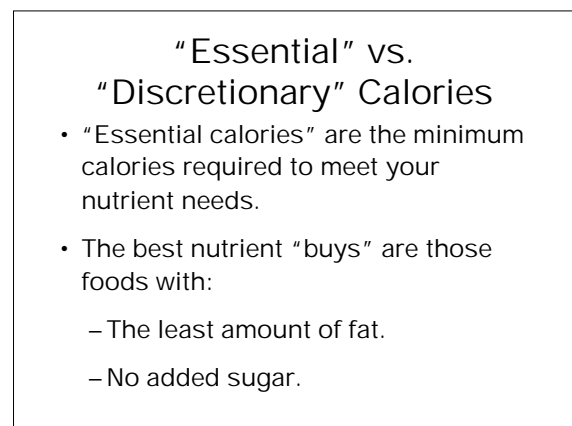 “Essential” vs.
“Discretionary” Calories
• “Essential calories” are the minimum
calories required to meet your
nutrient needs.
• The best nutrient “buys” are those
foods with:
– The least amount of fat.
– No added sugar.